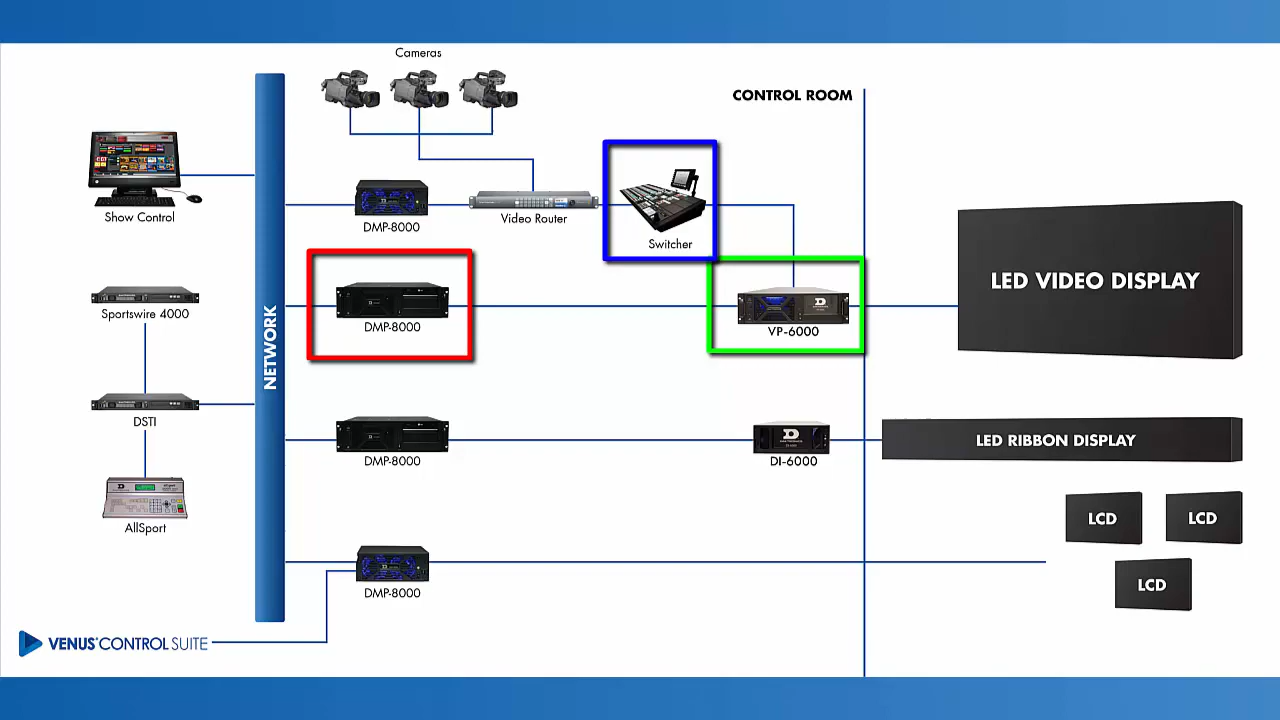 Cameras
CONTROL ROOM
Show Control
DMP-8000
Video Router
Switcher
LED VIDEO DISPLAY
Sportswire 4000
DMP-8000
VP-6000
NETWORK
DSTI
DMP-8000
DI-6000
LED RIBBON DISPLAY
AllSport
LCD
LCD
DMP-8000
LCD
VENUS® CONTROL SUITE